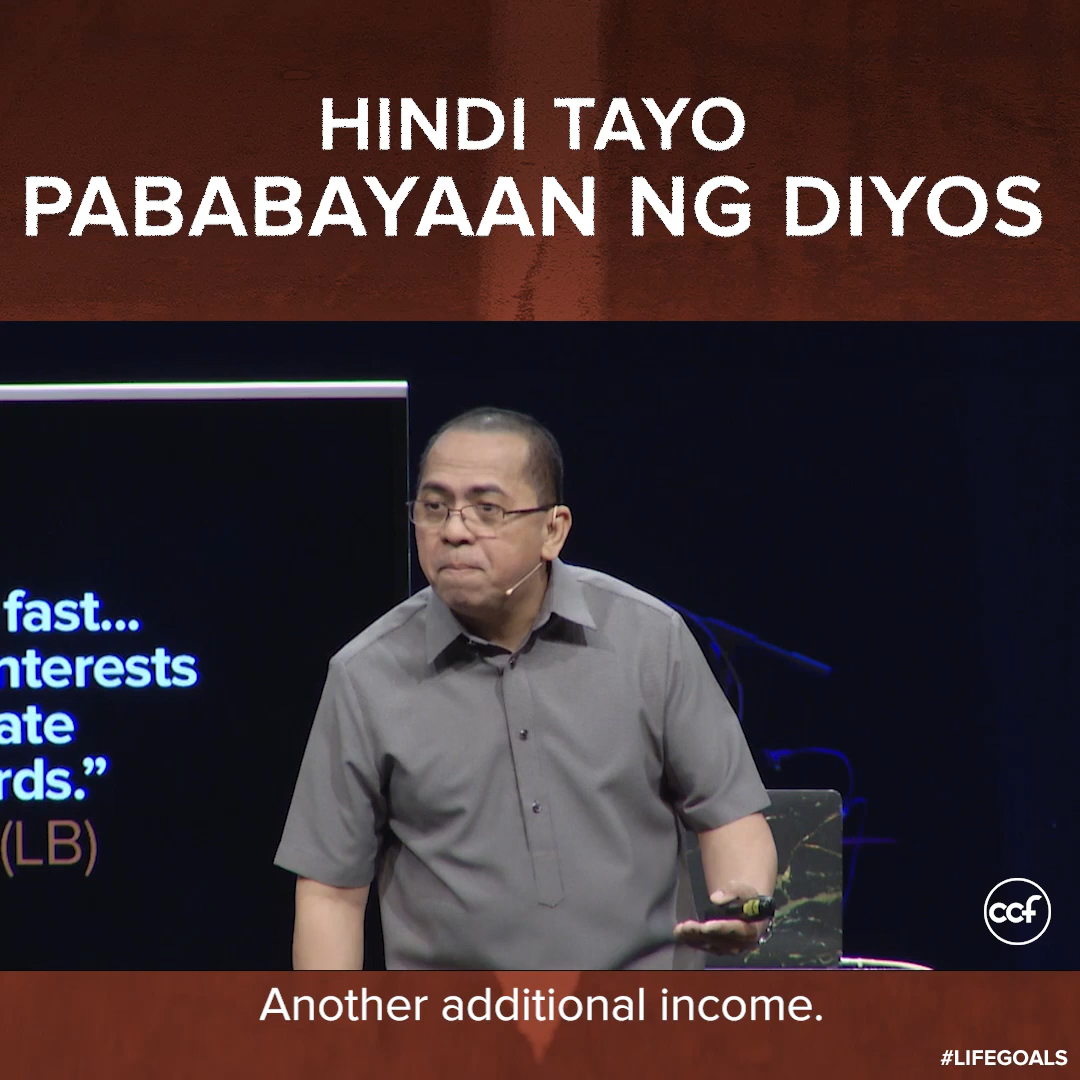 HINDI TAYO
PABABAYAAN NG DIYOS
fast...
nterests
ate
rds.”
(LB)
ccf
Another additional income.
#LIFEGOALS